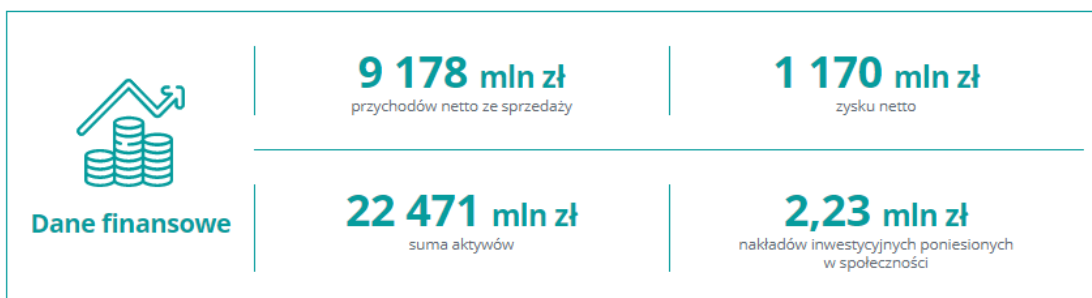 Dane finansowe
9 178 mln zł
przychodów netto ze sprzedaży
1 170 mln zł
zysku netto
22 471 mln zł
suma aktywów
2,23 mln zł
nakładów inwestycyjnych poniesionych
w społeczności